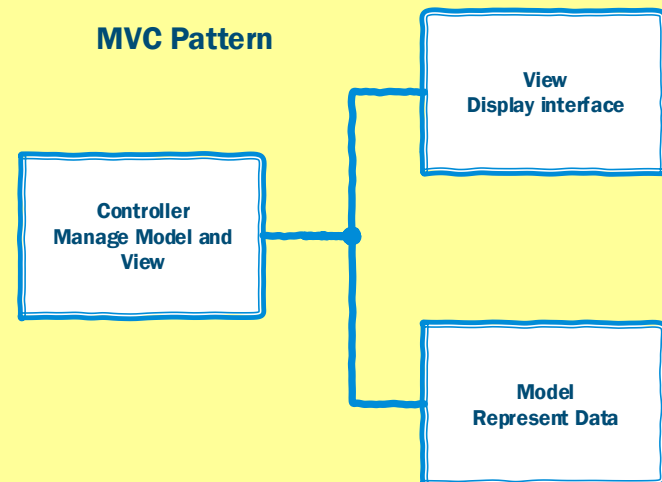 MVC Pattern
View
Display interface
Controller
Manage Model and
View
Model
Represent Data